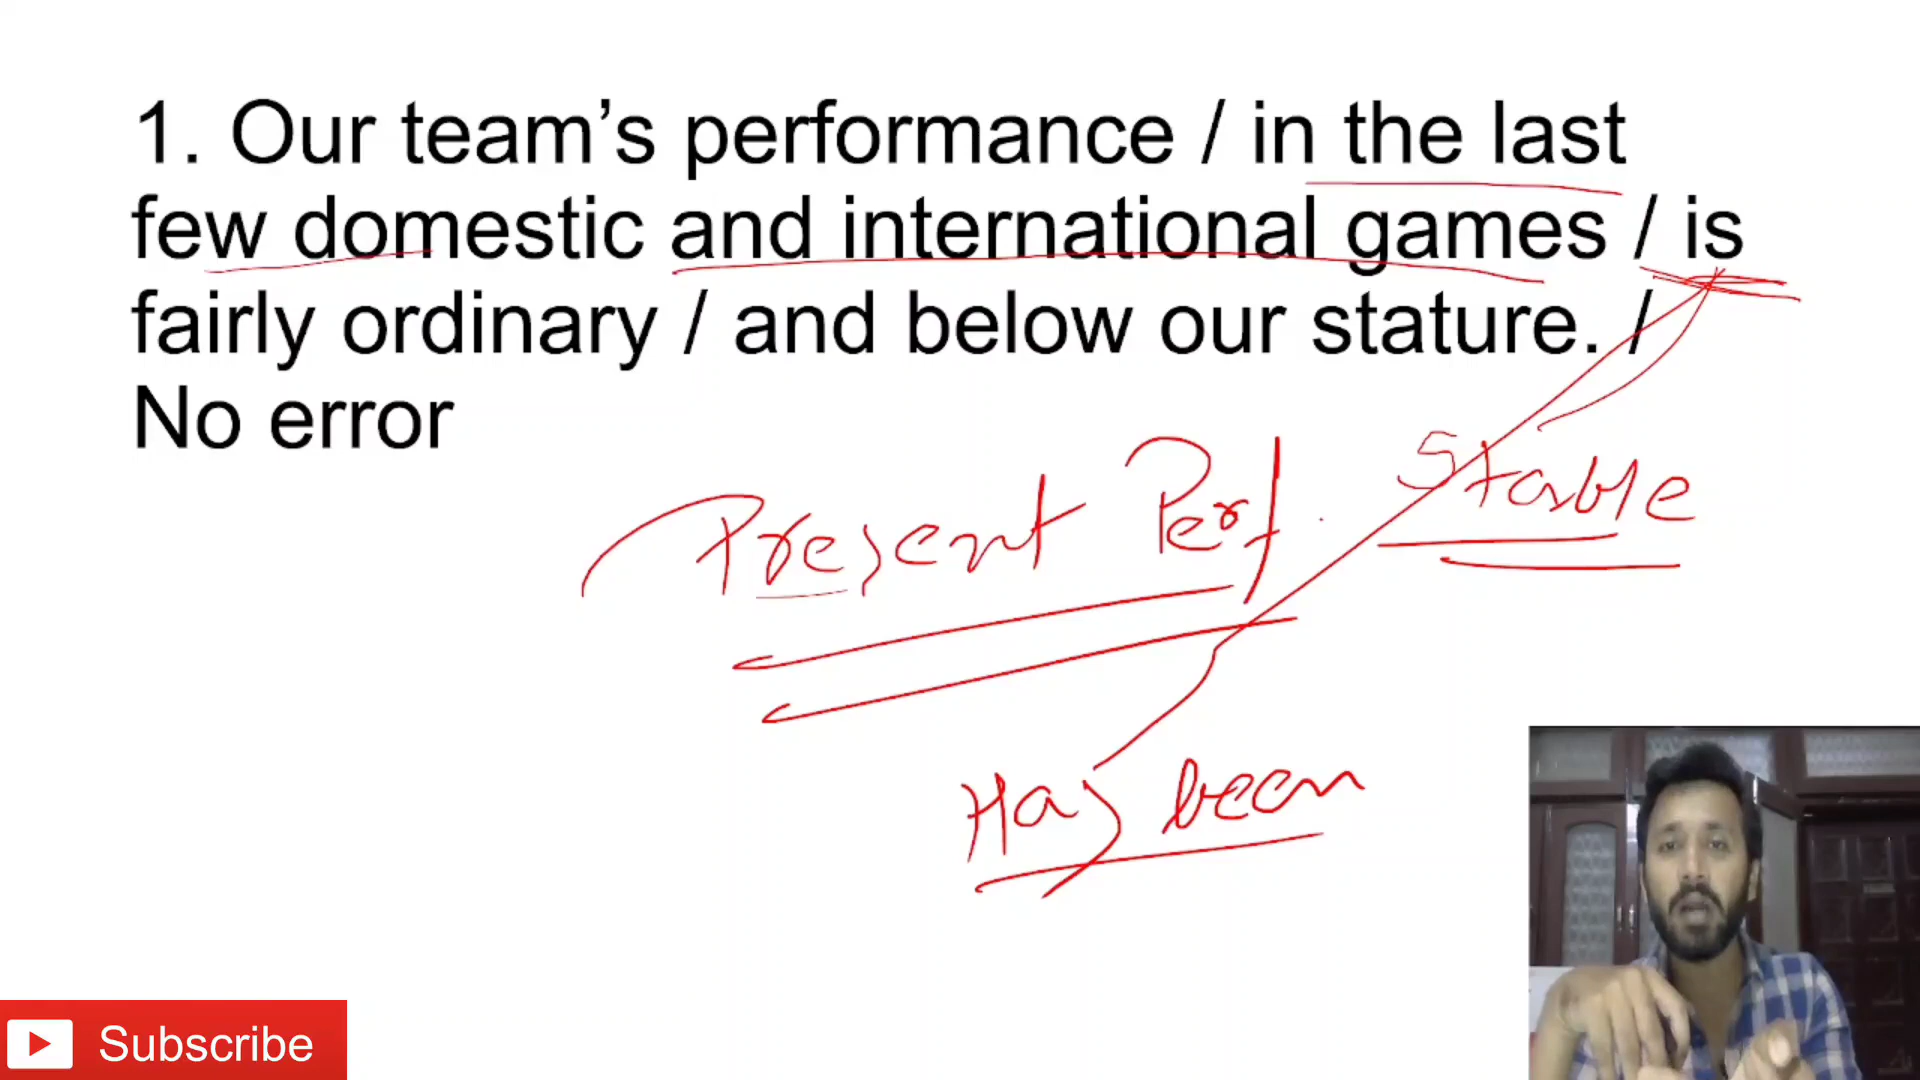 1. Our team’s performance / in the last
few domestic and international games / is
fairly ordinary / and below our stature. /
No error
Present Perf. Stable
Has been
Subscribe